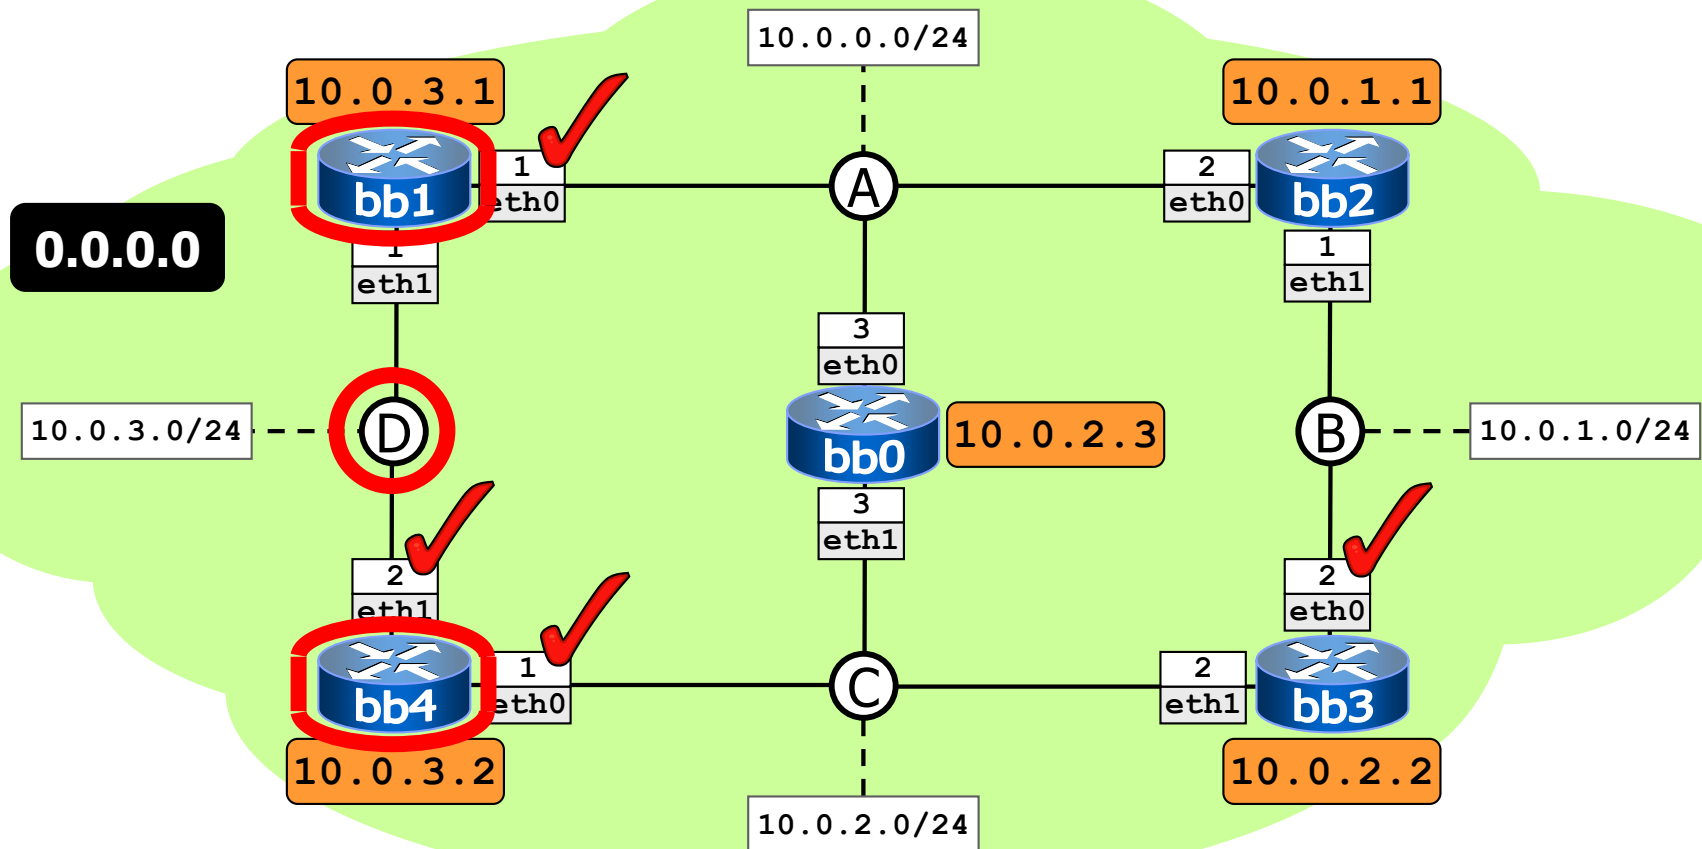 10.0.0.0/24
10.0.3.1
10.0.1.1
1
eth0
A
2
eth0
bb1
bb2
0.0.0.0
1
eth1
1
eth1
3
eth0
10.0.3.0/24
D
bb0
10.0.2.3
B
10.0.1.0/24
3
eth1
2
eth1
2
eth0
1
eth0
C
2
eth1
bb4
bb3
10.0.3.2
10.0.2.2
10.0.2.0/24